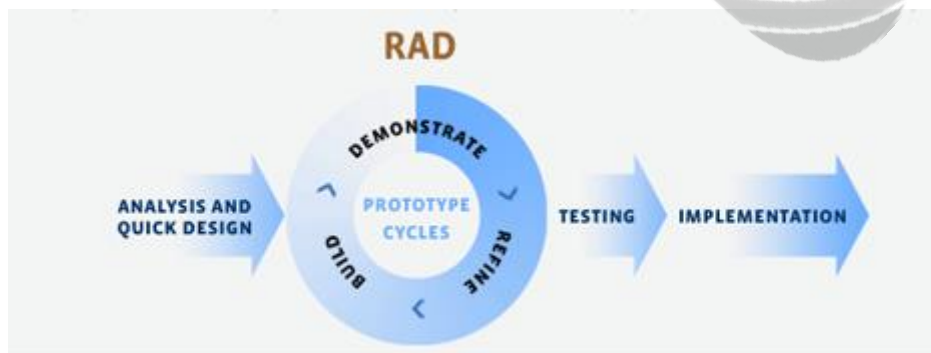 RAD
ANALYSIS AND
QUICK DESIGN
DEMONSTRATE
PROTOTYPE
CYCLES
BUILD
REFINE
TESTING
IMPLEMENTATION